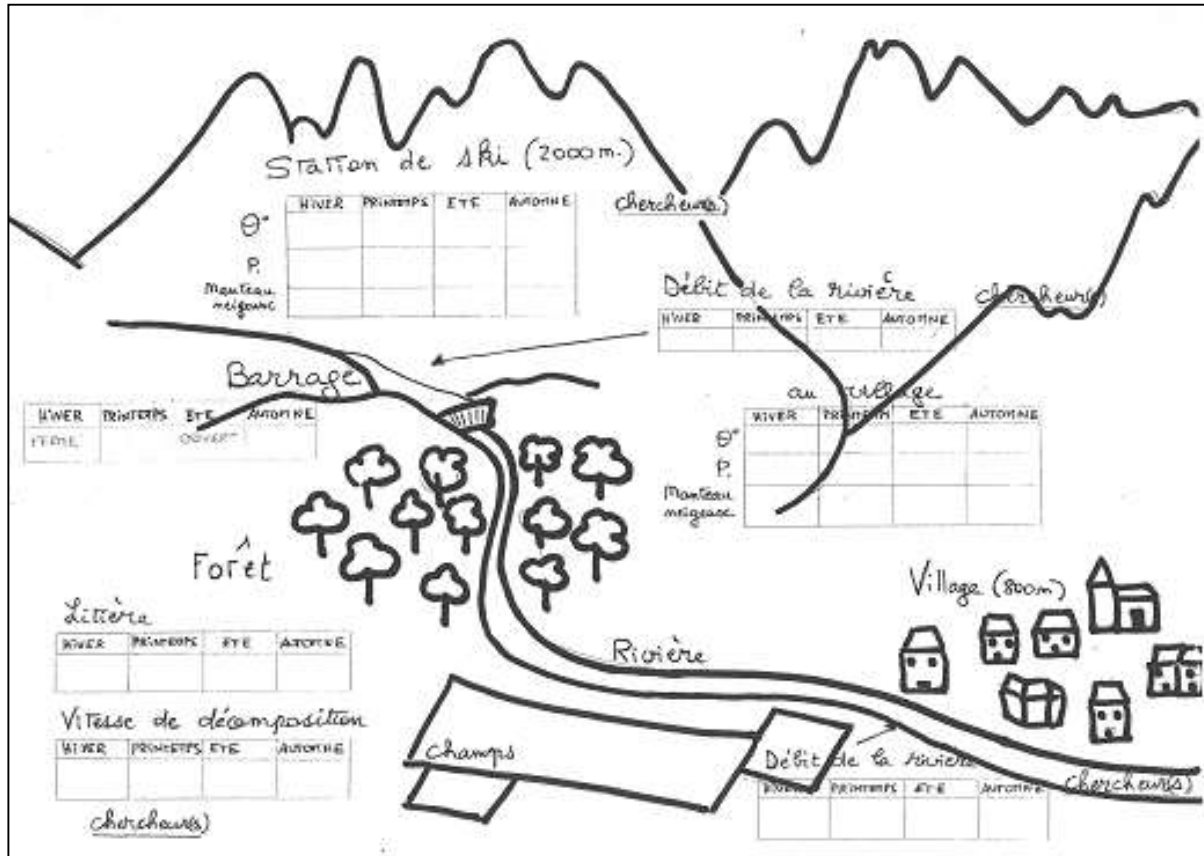 Station de ski (2000 m.)
HIVER PRINTEMPS ETE AUTOMNE
θ°
P.
Manteau neigeux
chercheur(s)
Débit de la rivière
HIVER PRINTEMPS ETE AUTOMNE
chercheur(s)
Barrage
HIVER PRINTEMPS ETE AUTOMNE
OUVERT
au village
HIVER PRINTEMPS ETE AUTOMNE
θ°
P.
Manteau neigeux
Forêt
Village (800m)
Litière
HIVER PRINTEMPS ETE AUTOMNE
Rivière
Vitesse de décomposition
HIVER PRINTEMPS ETE AUTOMNE
chercheur(s)
Champs
Débit de la rivière
HIVER PRINTEMPS ETE AUTOMNE
chercheur(s)